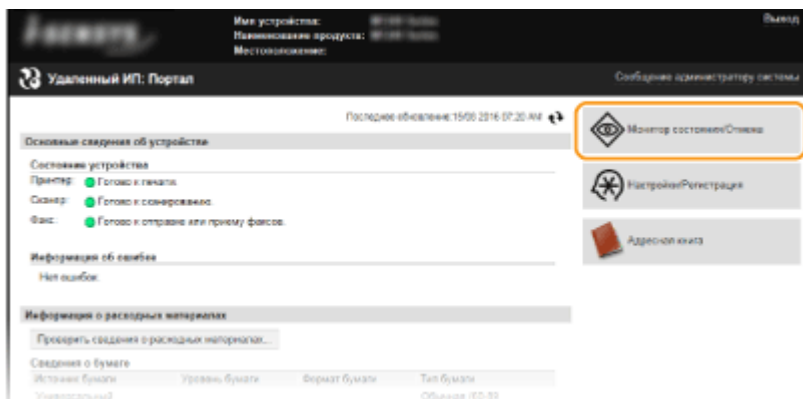 Имя устройства:
Выход
Наименование продукта:
Местоположение:
Удаленный ИП: Портал
Сообщение администратору системы
Последнее обновление: 15/08 2016 07:20 AM
Основные сведения об устройстве
Состояние устройства
Принтер: Готово к печати.
Сканер: Готово к сканированию.
Факс: Готово к отправке или приему факсов.
Информация об ошибке
Нет ошибок.
Информация о расходных материалах
Проверить сведения о расходных материалах...
Сведения о бумаге
Источник бумаги Уровень бумаги Формат бумаги Тип бумаги
Универсальный
Монитор состояния/Отмена
Настройки/Регистрация
Адресная книга